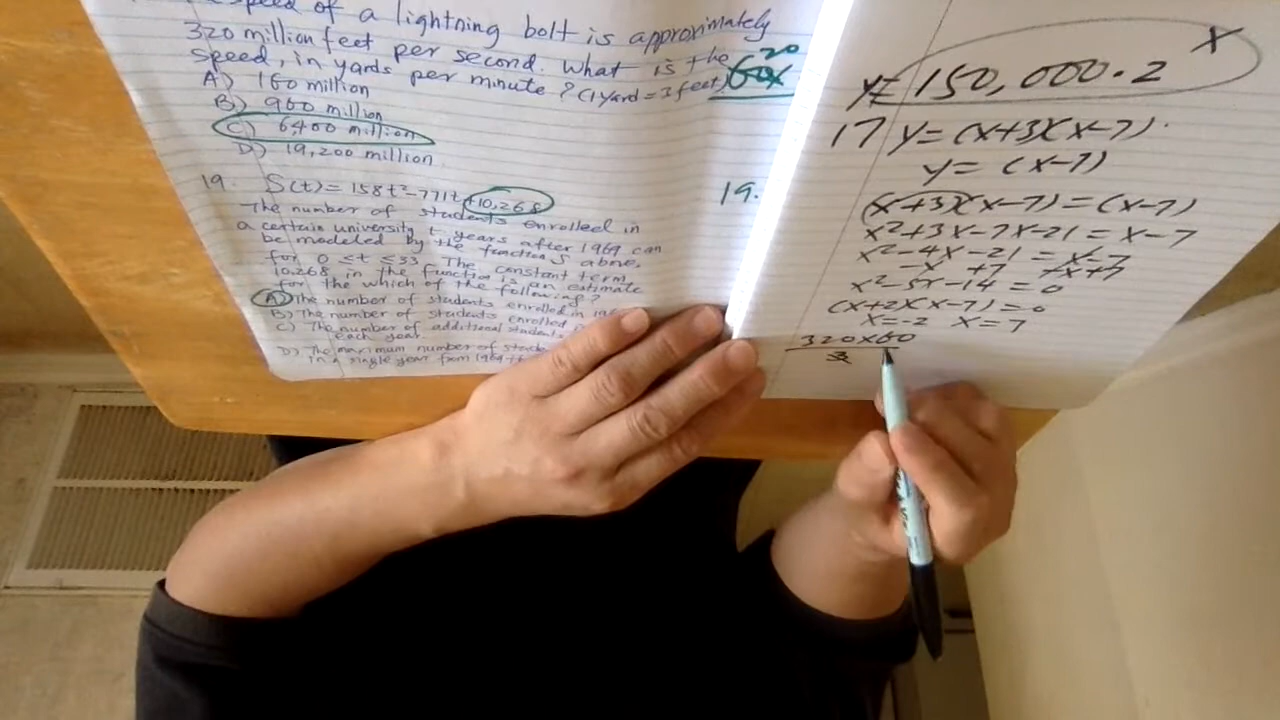 speed of a lightning bolt is approximately
320 million feet per second. What is the
speed, in yards per minute? (1 yard = 3 feet)
A) 160 million
B) 960 million
C) 6,400 million
D) 19,200 million
19. S(t) = 158t²-771t+10,268
The number of students enrolled in
a certain university t years after 1969 can
be modeled by the function S above,
for 0 ≤ t ≤ 33. The constant term
10,268, in the function is an estimate
for the which of the following?
A) The number of students enrolled in
B) The number of students enrolled
C) The number of additional students
each year.
D) The maximum number of
in a single year from 1969
20
60x
19.
y = 150,000 · 2 x
17 y = (x+3)(x-7).
y = (x-7)
(x+3)(x-7) = (x-7)
x²+3x-7x-21 = x-7
x²-4x-21 = x-7
-x +7 -x+7
x²-5x-14 = 0
(x+2)(x-7) = 0
x=-2 x=7
320x60
3